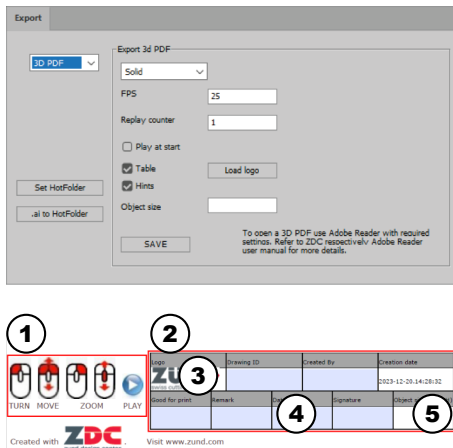 Export
3D PDF
Export 3d PDF
Solid
FPS
25
Replay counter
1
Play at start
Table
Load logo
Hints
Set HotFolder
.ai to HotFolder
Object size
SAVE
To open a 3D PDF use Adobe Reader with required
settings. Refer to ZDC respectively Adobe Reader
user manual for more details.
1
2
Logo
Drawing ID
Created By
Creation date
3
2023-12-20.14:28:32
TURN MOVE ZOOM PLAY
Good for print
Remark
4
Signature
Object
5
Created with ZDC
Visit www.zund.com